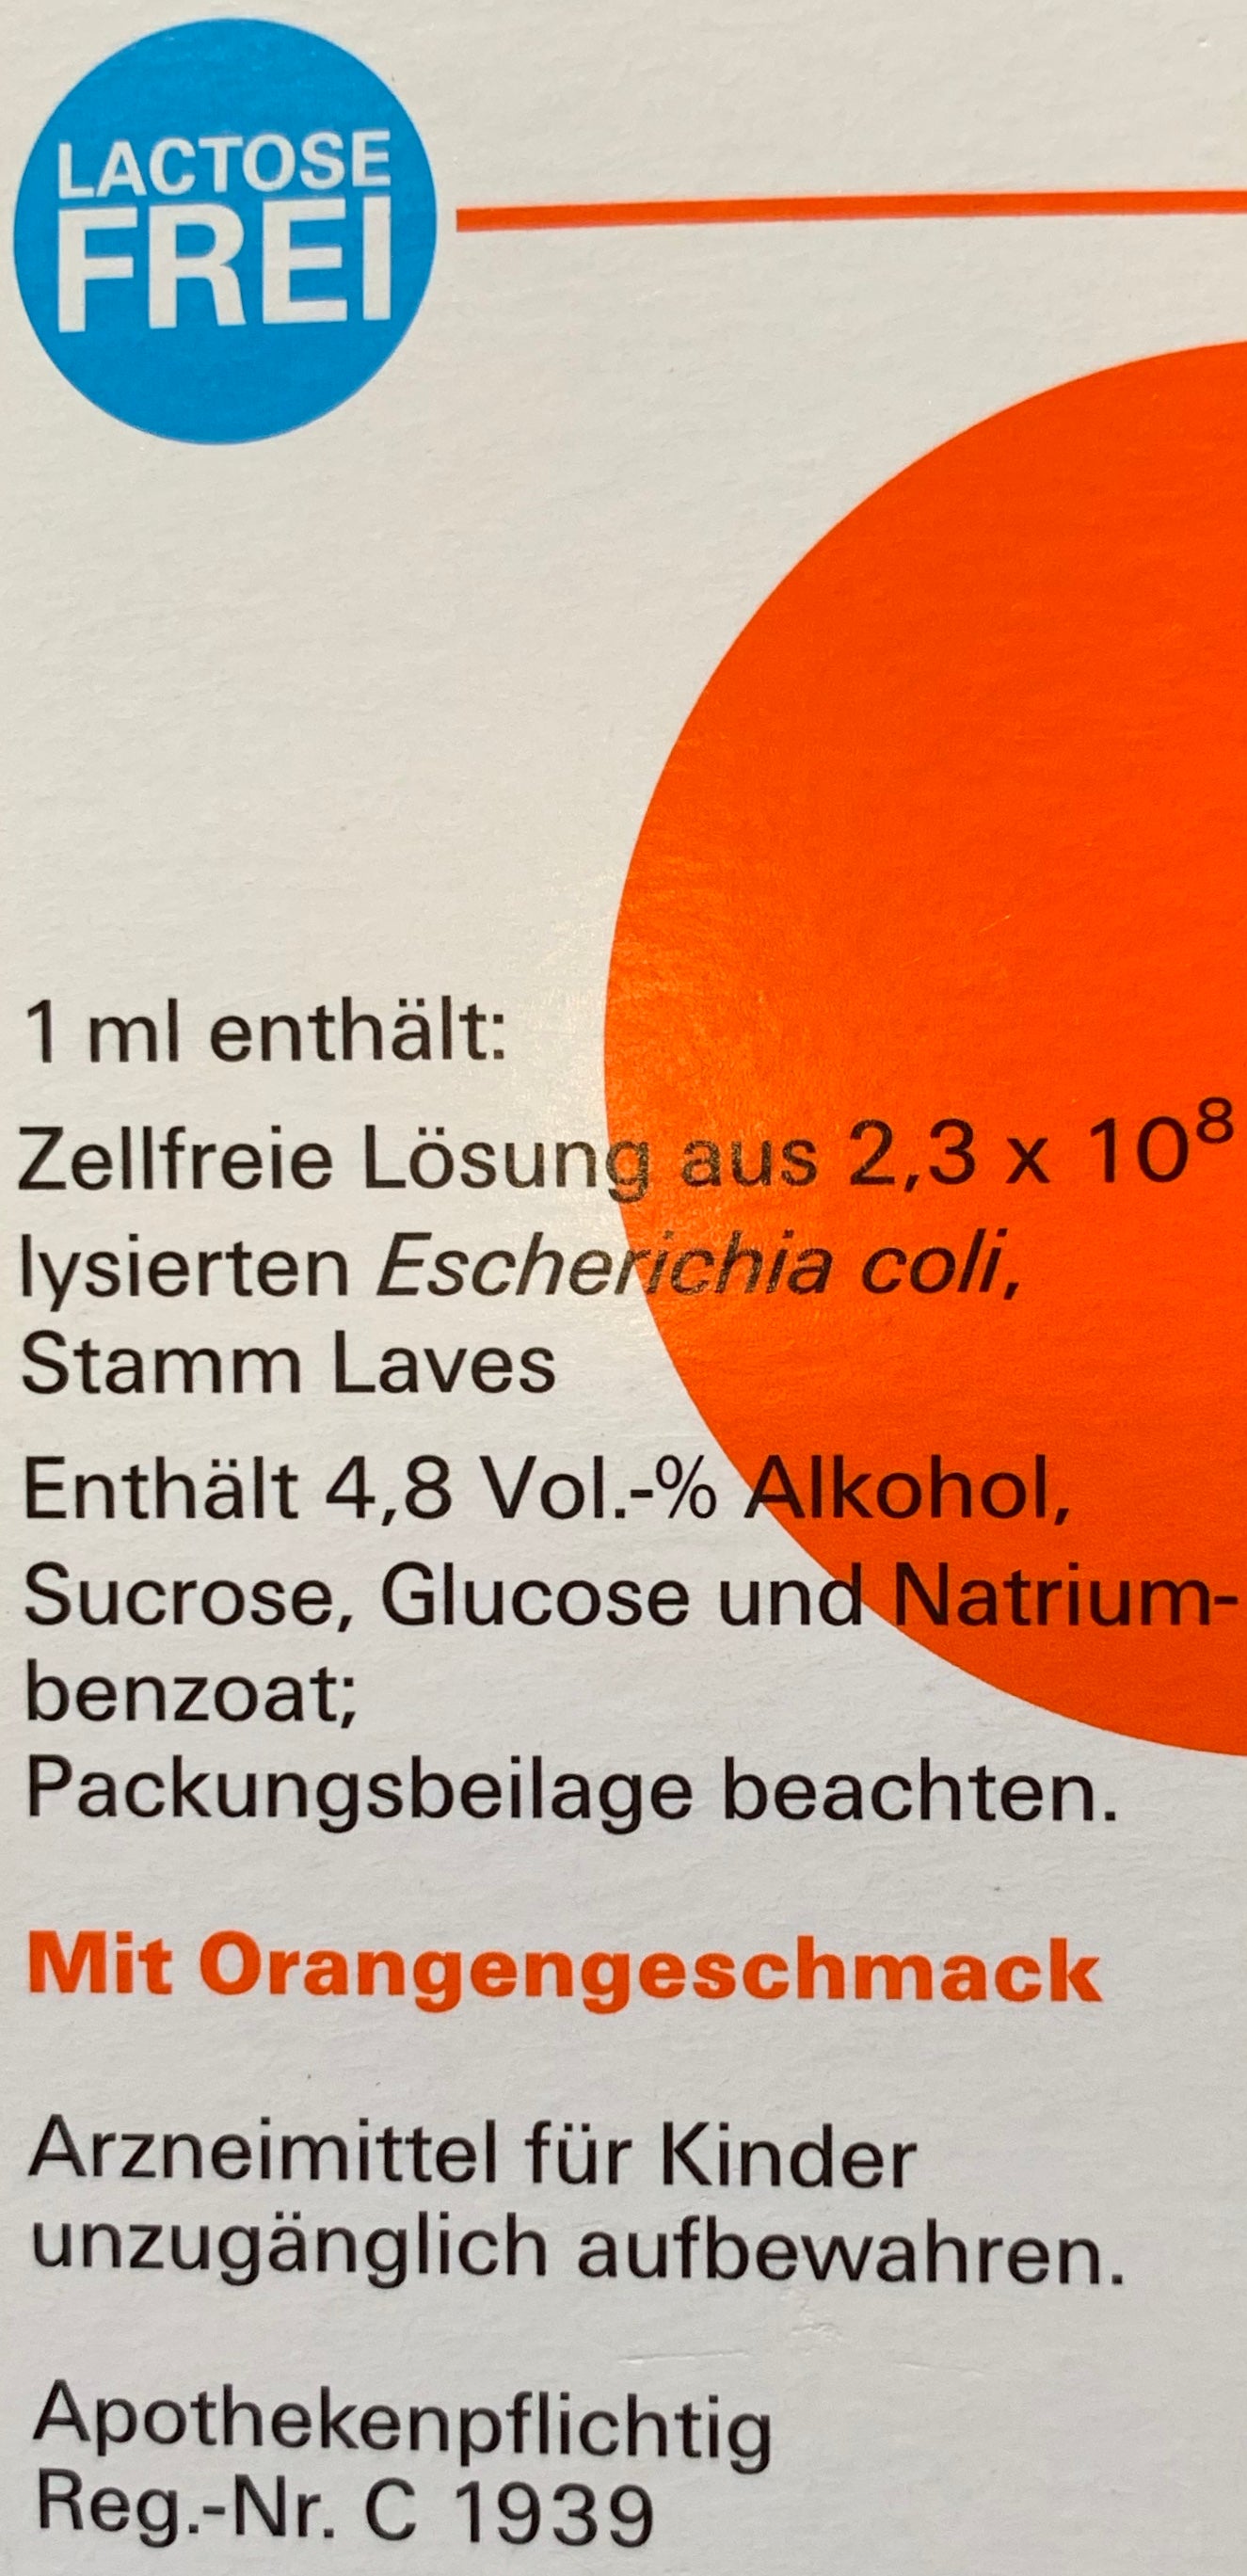 LACTOSE
FREI
1 ml enthält:
Zellfreie Lösung aus 2,3 x 10⁸
lysierten Escherichia coli,
Stamm Laves
Enthält 4,8 Vol.-% Alkohol,
Sucrose, Glucose und Natrium-
benzoat;
Packungsbeilage beachten.
Mit Orangengeschmack
Arzneimittel für Kinder
unzugänglich aufbewahren.
Apothekenpflichtig
Reg.-Nr. C 1939